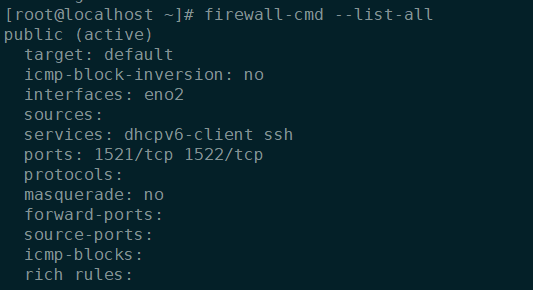 [root@localhost ~]# firewall-cmd --list-all
public (active)
  target: default
  icmp-block-inversion: no
  interfaces: eno2
  sources:
  services: dhcpv6-client ssh
  ports: 1521/tcp 1522/tcp
  protocols:
  masquerade: no
  forward-ports:
  source-ports:
  icmp-blocks:
  rich rules: